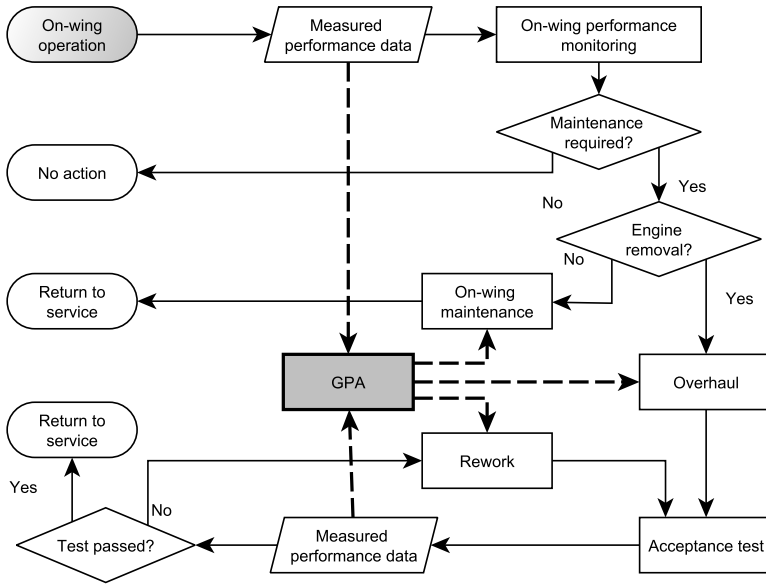 On-wing
operation
Measured
performance data
On-wing performance
monitoring
Maintenance
required?
No action
Yes
No
Engine
removal?
No
Return to
service
On-wing
maintenance
Yes
GPA
Overhaul
Return to
service
Rework
Yes
No
Test passed?
Measured
performance data
Acceptance test